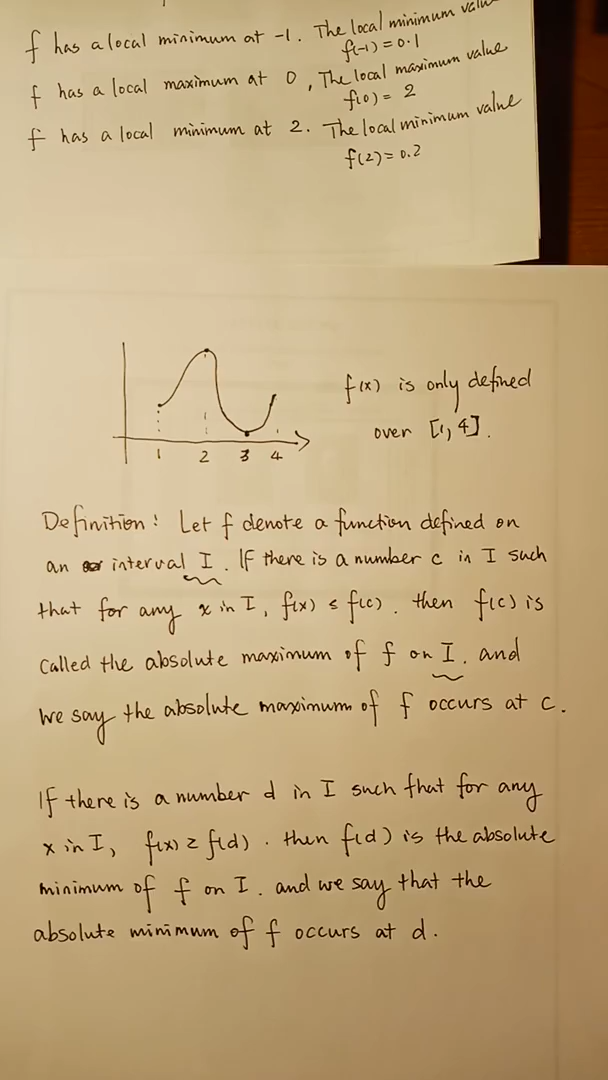 f has a local minimum at -1. The local minimum value
f(-1) = 0.1
f has a local maximum at 0, The local maximum value
f(0) = 2
f has a local minimum at 2. The local minimum value
f(2) = 0.2
f(x) is only defined
over [1, 4].
1 2 3 4
Definition: Let f denote a function defined on
an interval I. If there is a number c in I such
that for any x in I, f(x) ≤ f(c). then f(c) is
called the absolute maximum of f on I. and
we say the absolute maximum of f occurs at c.
If there is a number d in I such that for any
x in I, f(x) ≥ f(d). then f(d) is the absolute
minimum of f on I. and we say that the
absolute minimum of f occurs at d.